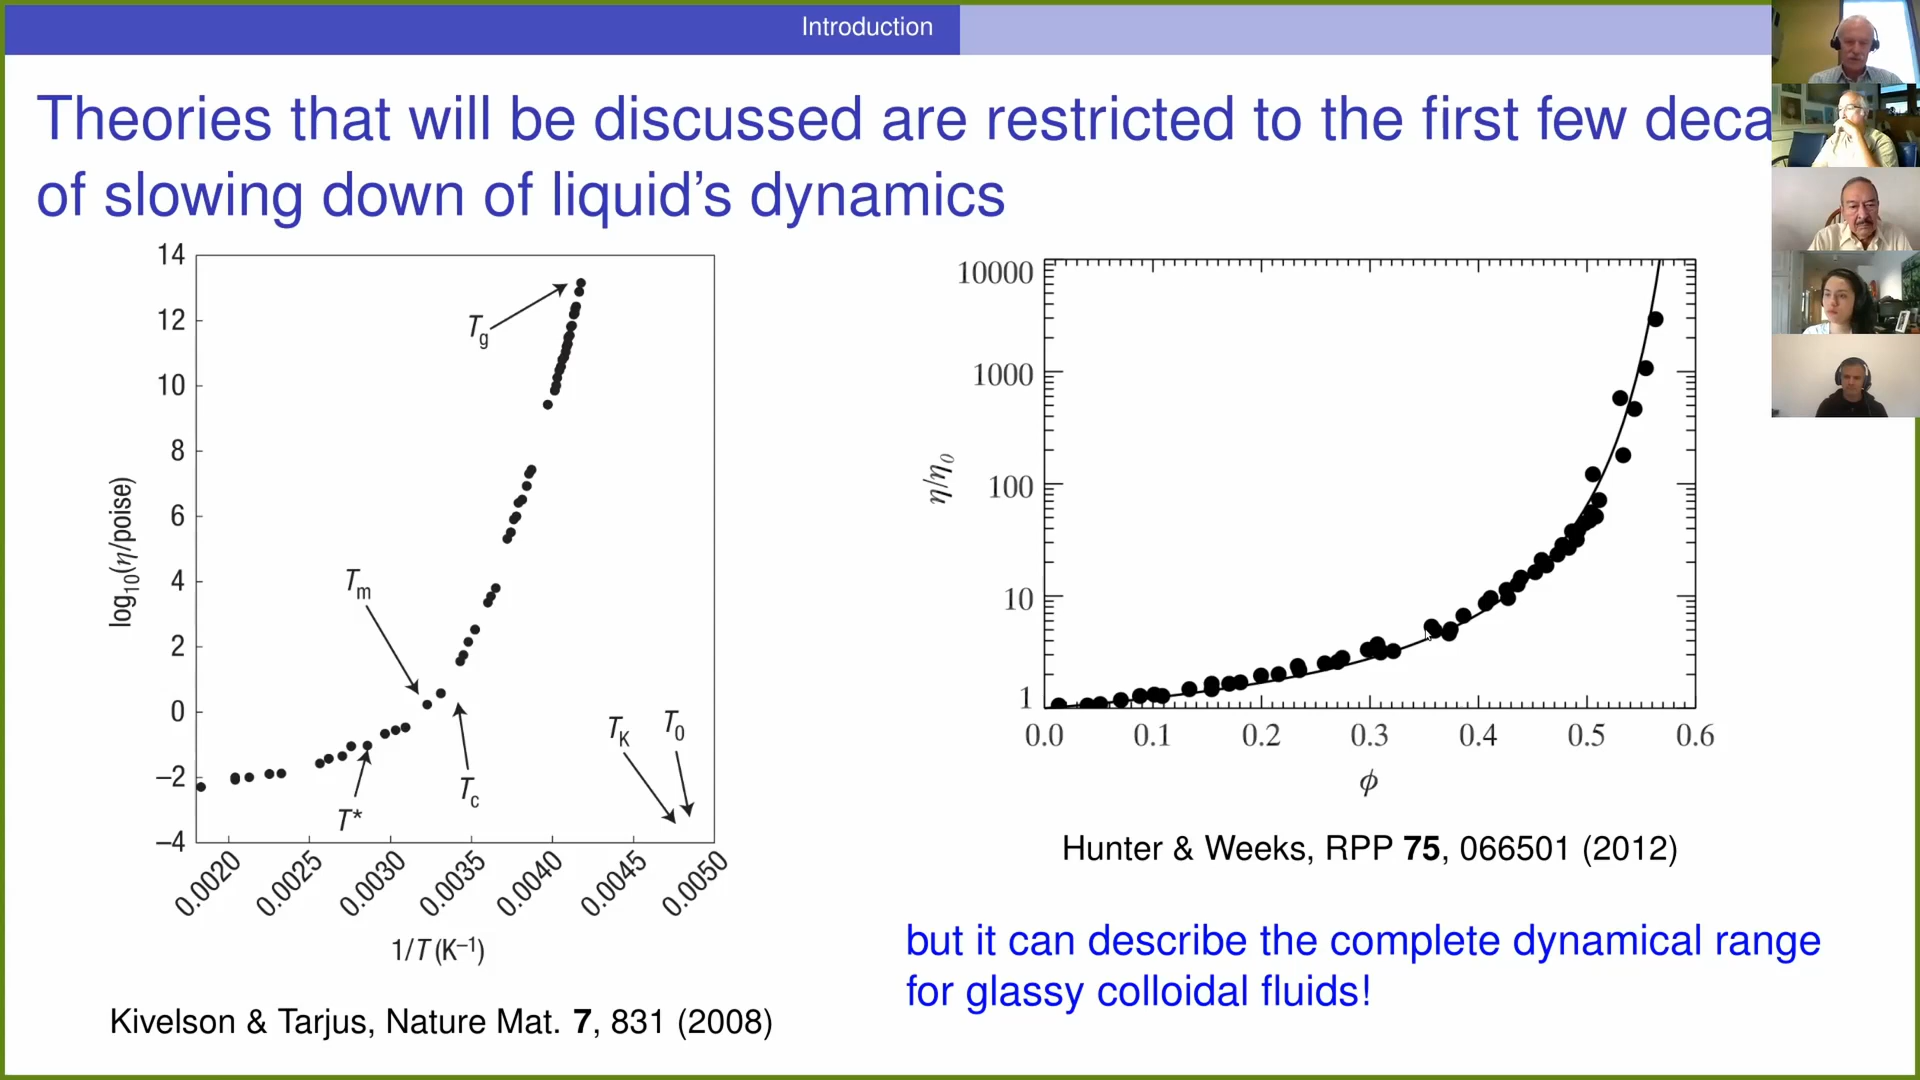 Introduction
Theories that will be discussed are restricted to the first few deca
of slowing down of liquid's dynamics
14
12
10
8
6
4
2
0
−2
−4
log10(η/poise)
Tg
Tm
T*
Tc
TK
T0
0.0020
0.0025
0.0030
0.0035
0.0040
0.0045
0.0050
1/T (K−1)
Kivelson & Tarjus, Nature Mat. 7, 831 (2008)
10000
1000
100
10
1
η/η0
0.0 0.1 0.2 0.3 0.4 0.5 0.6
ϕ
Hunter & Weeks, RPP 75, 066501 (2012)
but it can describe the complete dynamical range
for glassy colloidal fluids!